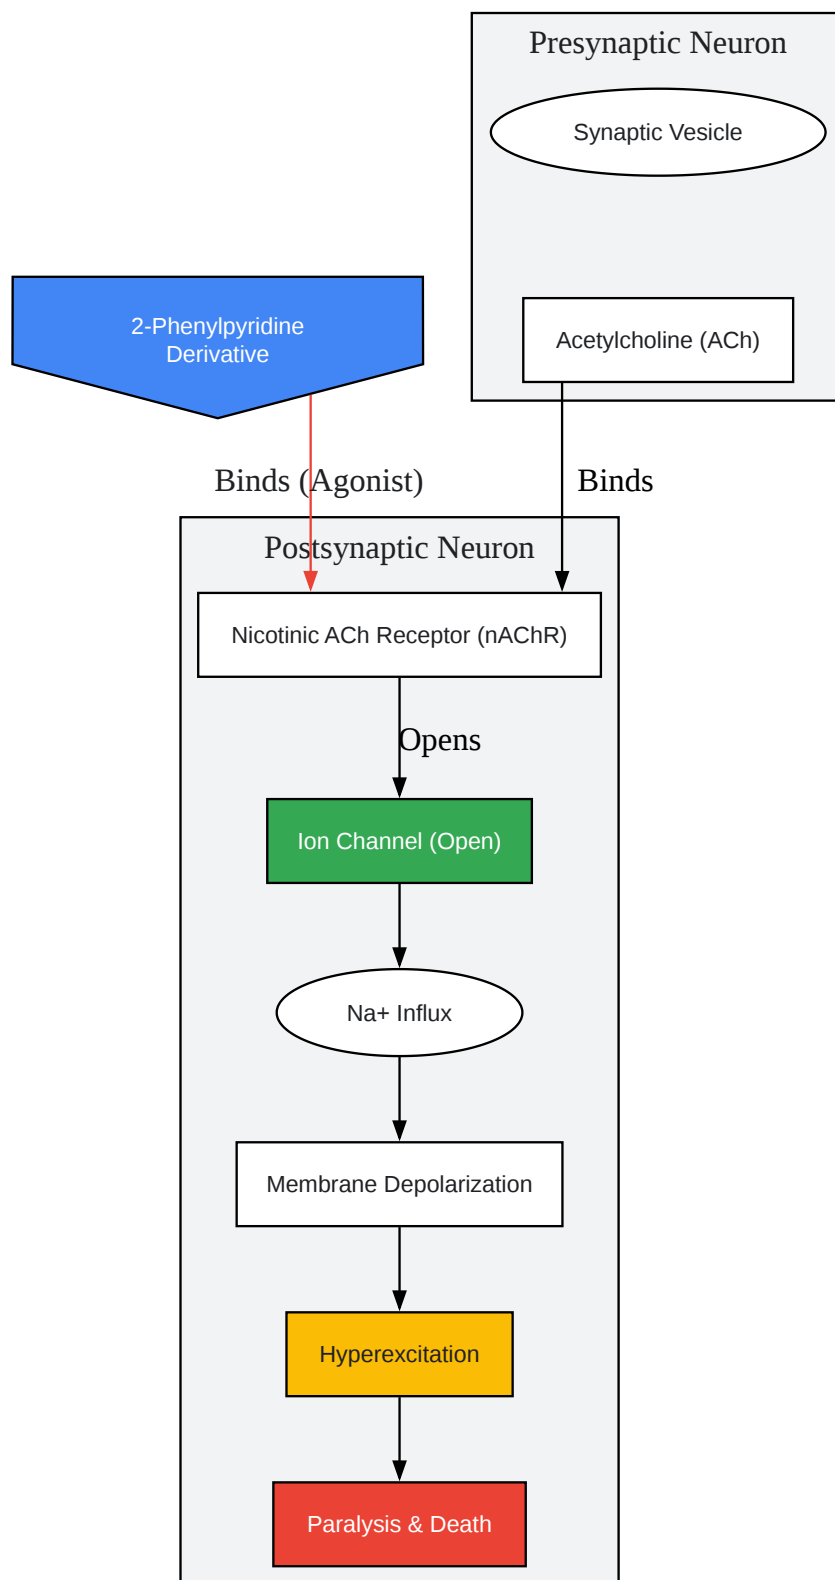 Presynaptic Neuron
Synaptic Vesicle
2-Phenylpyridine
Derivative
Acetylcholine (ACh)
Binds (Agonist)
Binds
Postsynaptic Neuron
Nicotinic ACh Receptor (nAChR)
Opens
Ion Channel (Open)
Na+ Influx
Membrane Depolarization
Hyperexcitation
Paralysis & Death